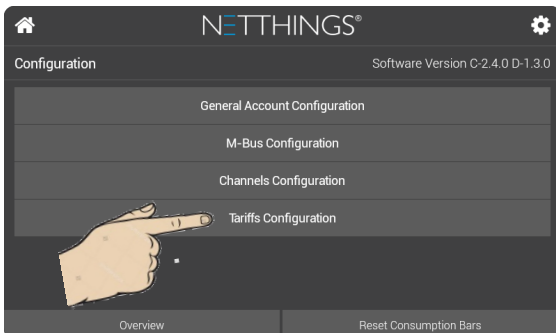 NETTHINGS®
Configuration Software Version C-2.4.0 D-1.3.0
General Account Configuration
M-Bus Configuration
Channels Configuration
Tariffs Configuration
Overview Reset Consumption Bars